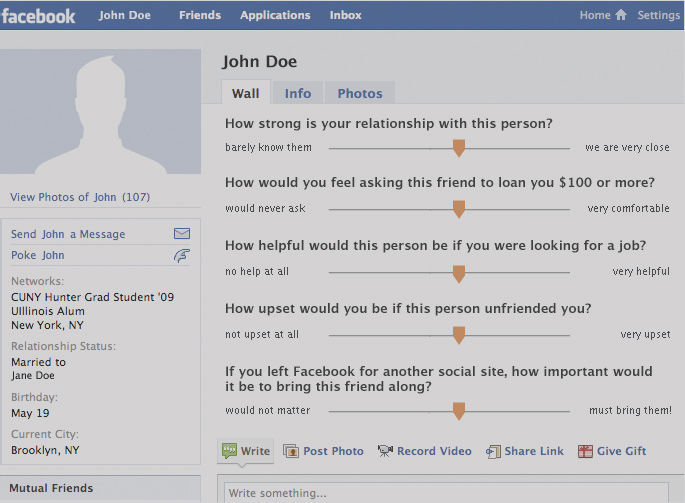 facebook John Doe Friends Applications Inbox Home Settings
John Doe
Wall Info Photos
View Photos of John (107)
Send John a Message
Poke John
Networks:
CUNY Hunter Grad Student '09
UIllinois Alum
New York, NY
Relationship Status:
Married to
Jane Doe
Birthday:
May 19
Current City:
Brooklyn, NY
Mutual Friends
How strong is your relationship with this person?
barely know them we are very close
How would you feel asking this friend to loan you $100 or more?
would never ask very comfortable
How helpful would this person be if you were looking for a job?
no help at all very helpful
How upset would you be if this person unfriended you?
not upset at all very upset
If you left Facebook for another social site, how important would
it be to bring this friend along?
would not matter must bring them!
Write Post Photo Record Video Share Link Give Gift
Write something...